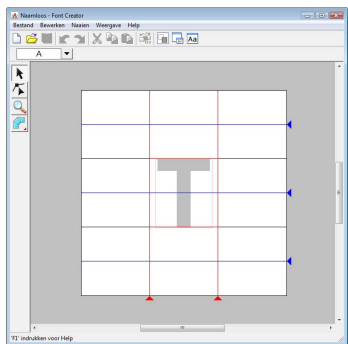 Naamloos - Font Creator
Bestand Bewerken Naaien Weergave Help
Aa
A
T
'F1' indrukken voor Help